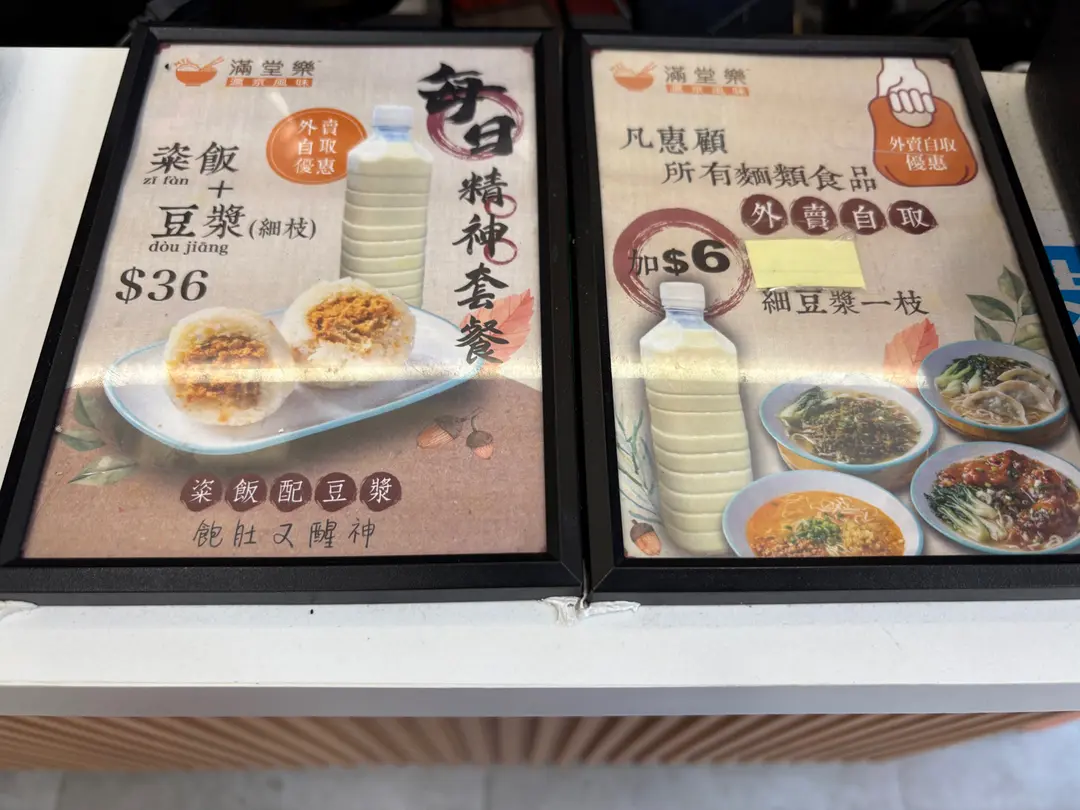 滿堂樂
滬京風味
外賣
自取
優惠
每日精神套餐
粢飯
zī fàn
+
豆漿(細枝)
dòu jiāng
$36
粢飯配豆漿
飽肚又醒神
滿堂樂
滬京風味
外賣自取
優惠
凡惠顧
所有麵類食品
外賣自取
加$6
細豆漿一枝